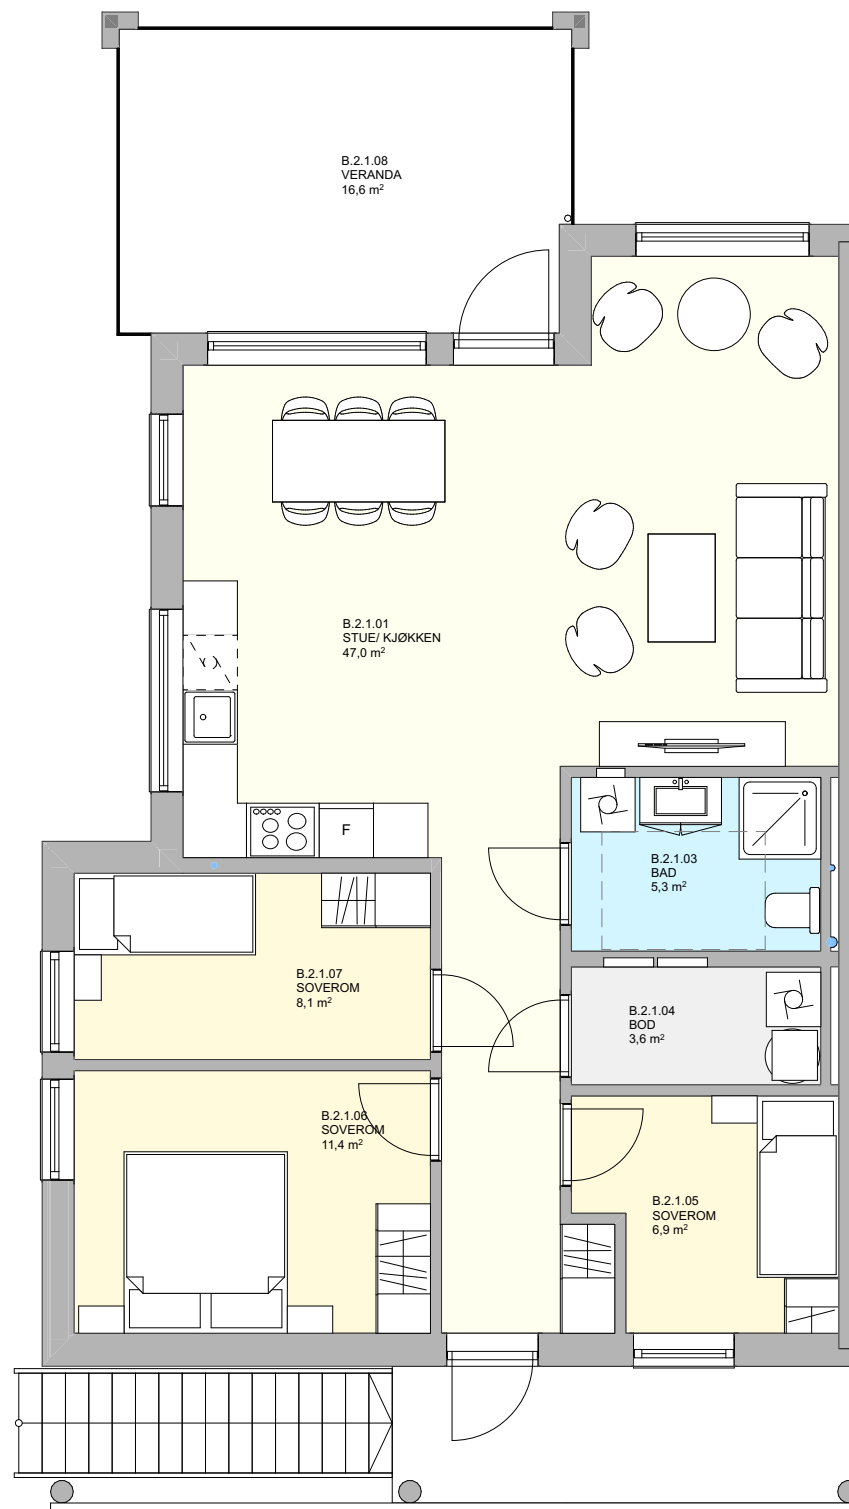 B.2.1.08
VERANDA
16,6 m²
B.2.1.01
STUE/ KJØKKEN
47,0 m²
F
B.2.1.03
BAD
5,3 m²
B.2.1.07
SOVEROM
8,1 m²
B.2.1.04
BOD
3,6 m²
B.2.1.06
SOVEROM
11,4 m²
B.2.1.05
SOVEROM
6,9 m²